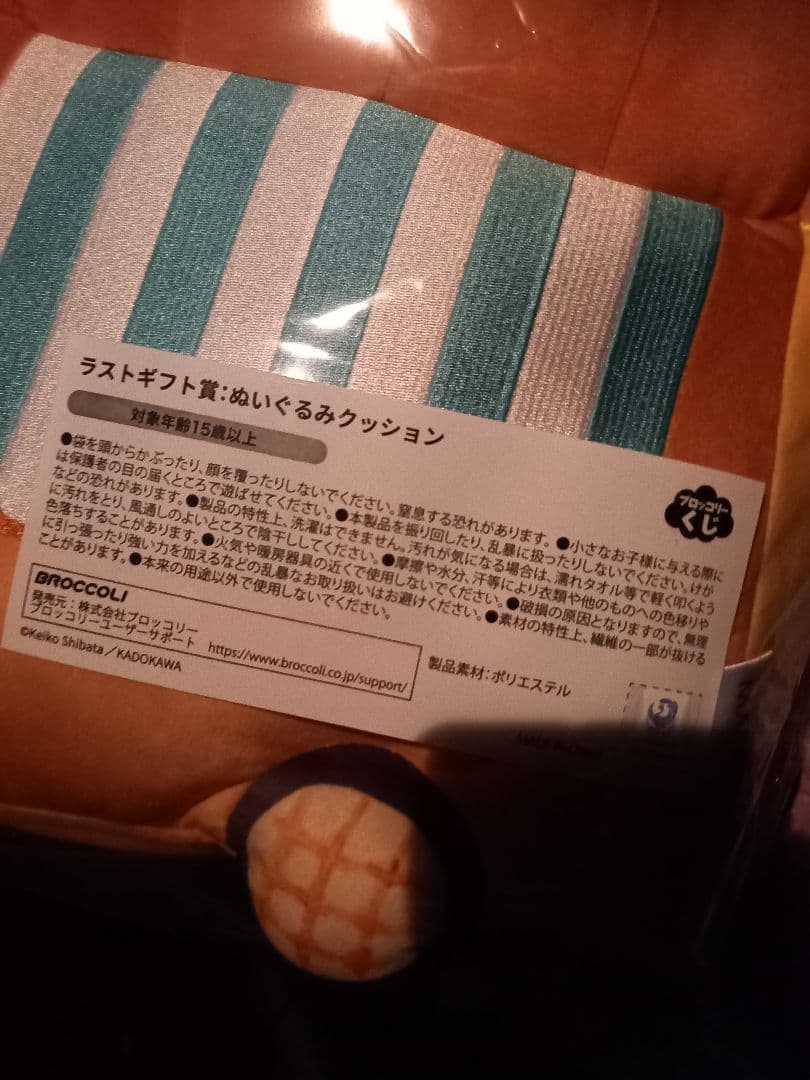 ラストギフト賞:ぬいぐるみクッション
対象年齢15歳以上
●袋を頭からかぶったり、顔を覆ったりしないでください。窒息する恐れがあります。●小さなお子様に与える際に
は保護者の目の届くところで遊ばせてください。●本製品を振り回したり、乱暴に扱ったりしないでください。けが
などの恐れがあります。●製品の特性上、洗濯はできません。汚れが気になる場合は、濡れタオル等で軽く叩くよう
に汚れをとり、風通しのよいところで陰干ししてください。●摩擦や水分、汗等により衣類や他のものへの色移りや
色落ちすることがあります。●火気や暖房器具の近くで使用しないでください。●破損の原因となりますので、無理
に引っ張ったり強い力を加えるなどの乱暴なお取り扱いはお避けください。●素材の特性上、繊維の一部が抜ける
ことがあります。●本来の用途以外で使用しないでください。
ブロッコリー
くじ
BROCCOLI
発売元:株式会社ブロッコリー
ブロッコリーユーザーサポート https://www.broccoli.co.jp/support/
©Keiko Shibata/KADOKAWA
製品素材:ポリエステル